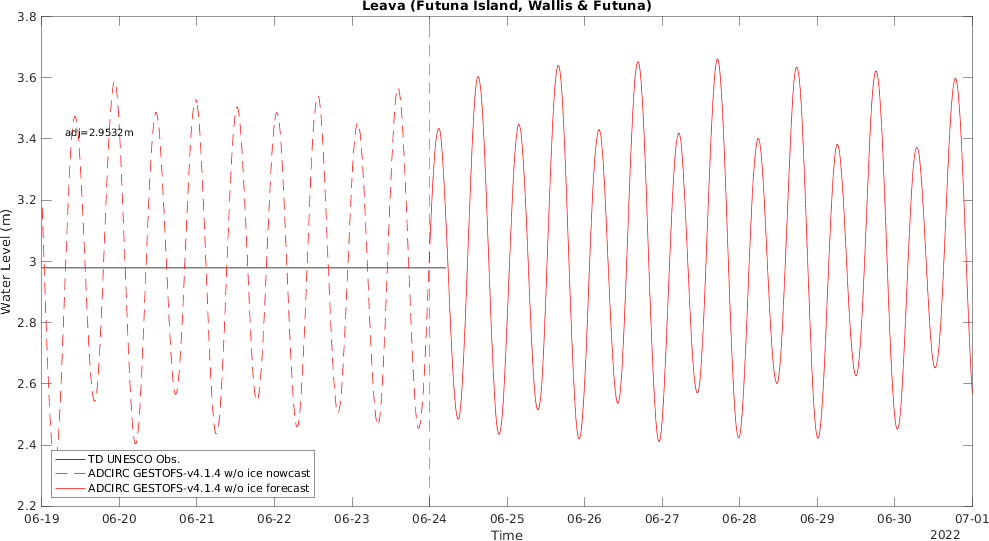 Leava (Futuna Island, Wallis & Futuna)
3.8
3.6
3.4
3.2
3
2.8
2.6
2.4
2.2
Water Level (m)
adj=2.9532m
TD UNESCO Obs.
ADCIRC GESTOFS-v4.1.4 w/o ice nowcast
ADCIRC GESTOFS-v4.1.4 w/o ice forecast
06-19 06-20 06-21 06-22 06-23 06-24 06-25 06-26 06-27 06-28 06-29 06-30 07-01
Time
2022